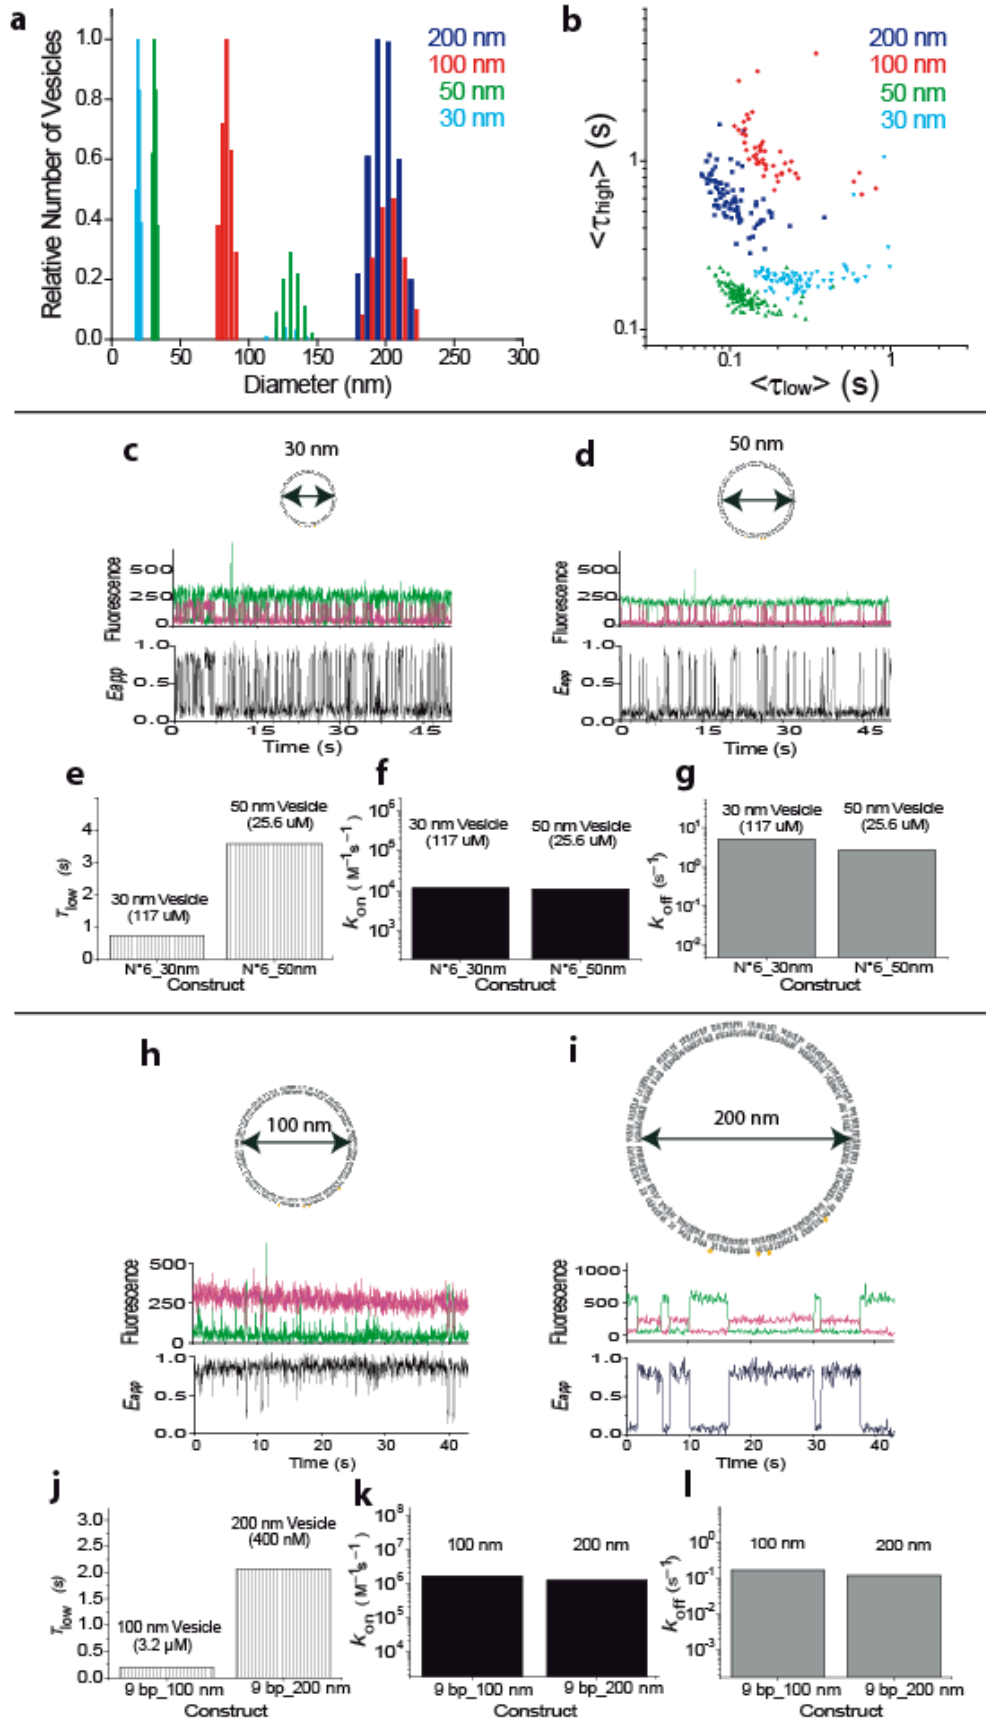 a
Relative Number of Vesicles
1.0
0.8
0.6
0.4
0.2
0.0
0 50 100 150 200 250 300
Diameter (nm)
200 nm
100 nm
50 nm
30 nm
b
<τhigh> (s)
1
0.1
0.1 1
<τlow> (s)
200 nm
100 nm
50 nm
30 nm
c
30 nm
Fluorescence
500
250
0
Eapp
1.0
0.5
0.0
0 15 30 45
Time (s)
d
50 nm
Fluorescence
500
250
0
Eapp
1.0
0.5
0.0
0 15 30 45
Time (s)
e
Tlow (s)
4
3
2
1
0
30 nm Vesicle
(117 uM)
50 nm Vesicle
(25.6 uM)
N°6_30nm N°6_50nm
Construct
f
kon (M⁻¹s⁻¹)
10⁶
10⁵
10⁴
10³
30 nm Vesicle
(117 uM)
50 nm Vesicle
(25.6 uM)
N°6_30nm N°6_50nm
Construct
g
koff (s⁻¹)
10¹
10⁰
10⁻¹
10⁻²
30 nm Vesicle
(117 uM)
50 nm Vesicle
(25.6 uM)
N°6_30nm N°6_50nm
Construct
h
100 nm
Fluorescence
500
250
0
Eapp
1.0
0.5
0.0
0 10 20 30 40
Time (s)
i
200 nm
Fluorescence
1000
500
0
Eapp
1.0
0.5
0.0
0 10 20 30 40
Time (s)
j
Tlow (s)
3.0
2.5
2.0
1.5
1.0
0.5
0.0
100 nm Vesicle
(3.2 μM)
200 nm Vesicle
(400 nM)
9 bp_100 nm 9 bp_200 nm
Construct
k
kon (M⁻¹s⁻¹)
10⁸
10⁷
10⁶
10⁵
10⁴
100 nm
200 nm
9 bp_100 nm 9 bp_200 nm
Construct
l
koff (s⁻¹)
10⁰
10⁻¹
10⁻²
10⁻³
100 nm
200 nm
9 bp_100 nm 9 bp_200 nm
Construct